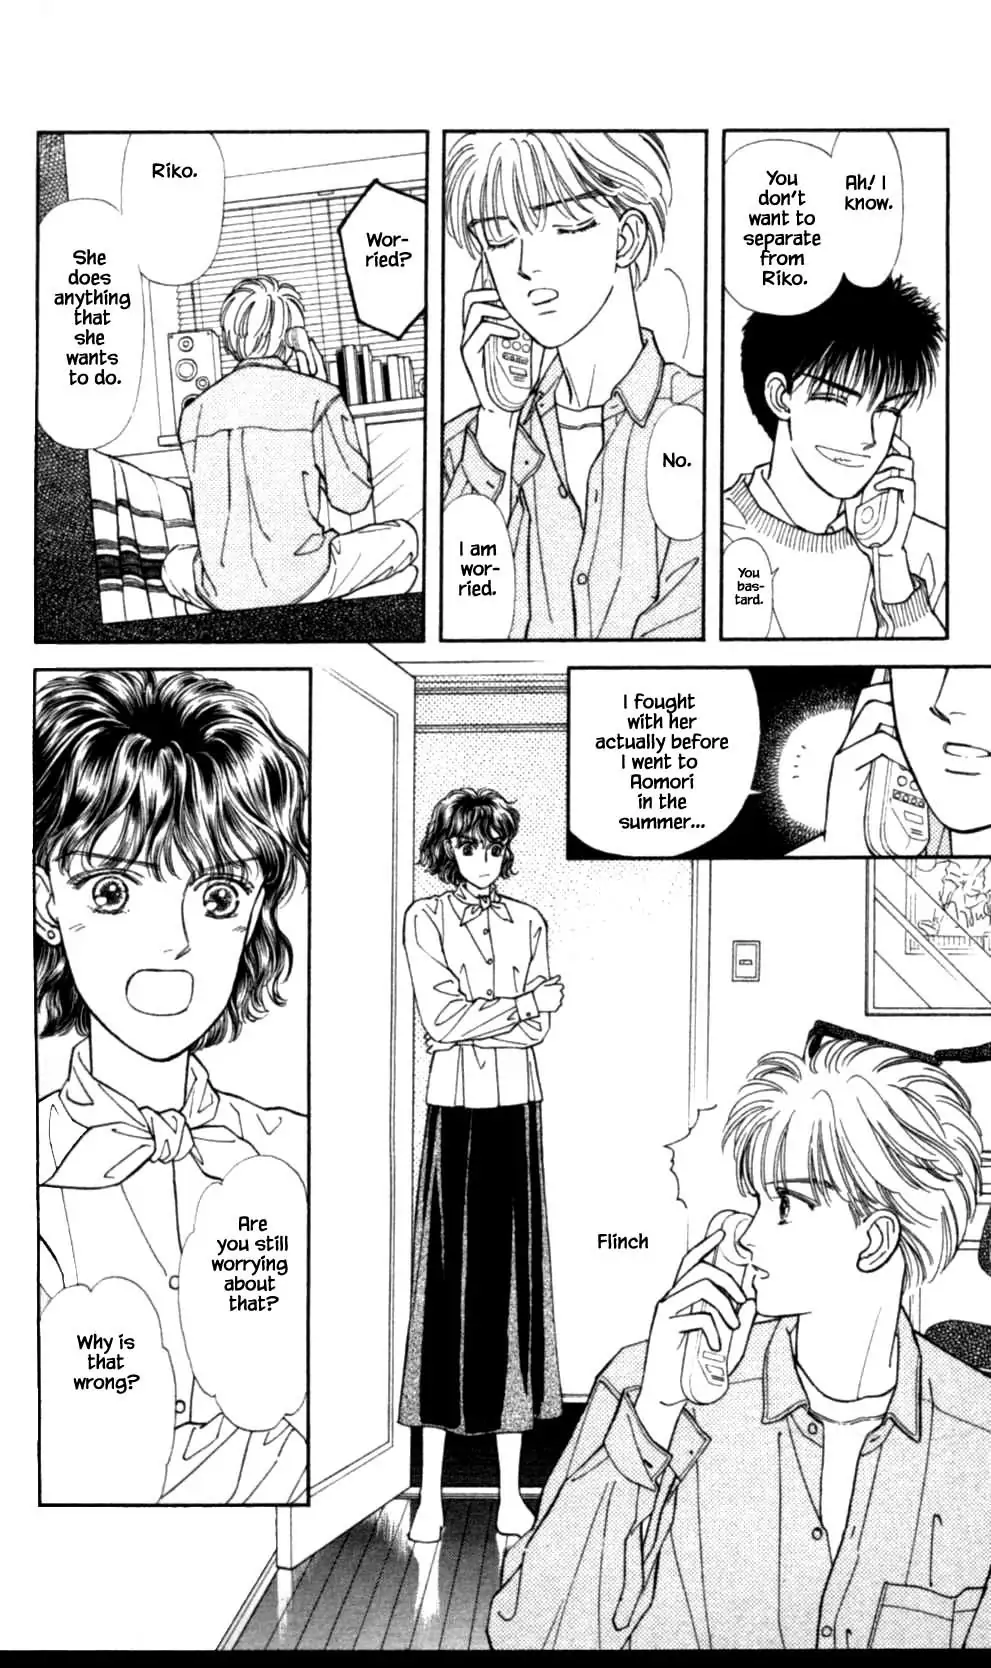 Ah! I
know.
You
don't
want to
separate
from
Riko.
You
bas-
tard.
No.
I am
wor-
ried.
Wor-
ried?
Riko.
She
does
anything
that
she
wants
to do.
I fought
with her
actually before
I went to
Aomori
in the
summer...
Flinch
Are
you still
worrying
about
that?
Why is
that
wrong?